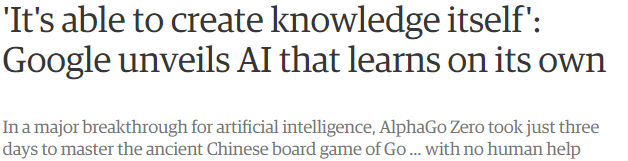 'It's able to create knowledge itself':
Google unveils AI that learns on its own
In a major breakthrough for artificial intelligence, AlphaGo Zero took just three
days to master the ancient Chinese board game of Go ... with no human help